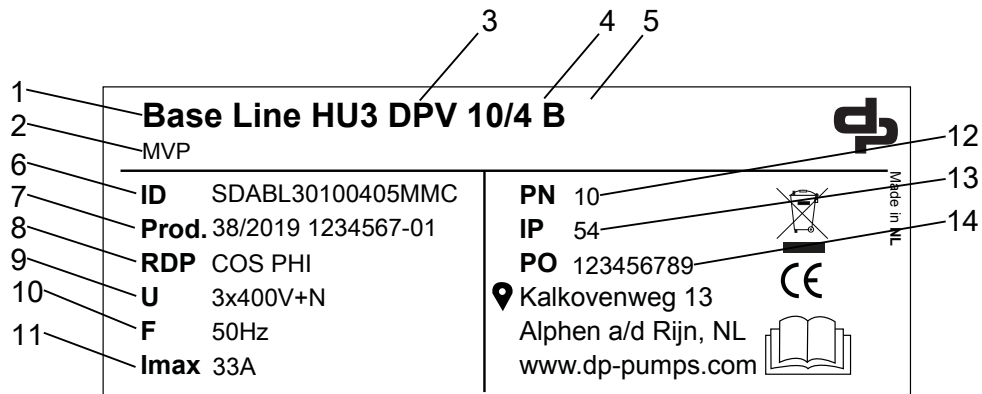 3 4 5
1 Base Line HU3 DPV 10/4 B
2 MVP
dp
6 ID SDABL30100405MMC
7 Prod. 38/2019 1234567-01
8 RDP COS PHI
9 U 3x400V+N
10 F 50Hz
11 Imax 33A
PN 10 12
IP 54 13
PO 123456789 14
Kalkovenweg 13
Alphen a/d Rijn, NL
www.dp-pumps.com
CE
Made in NL